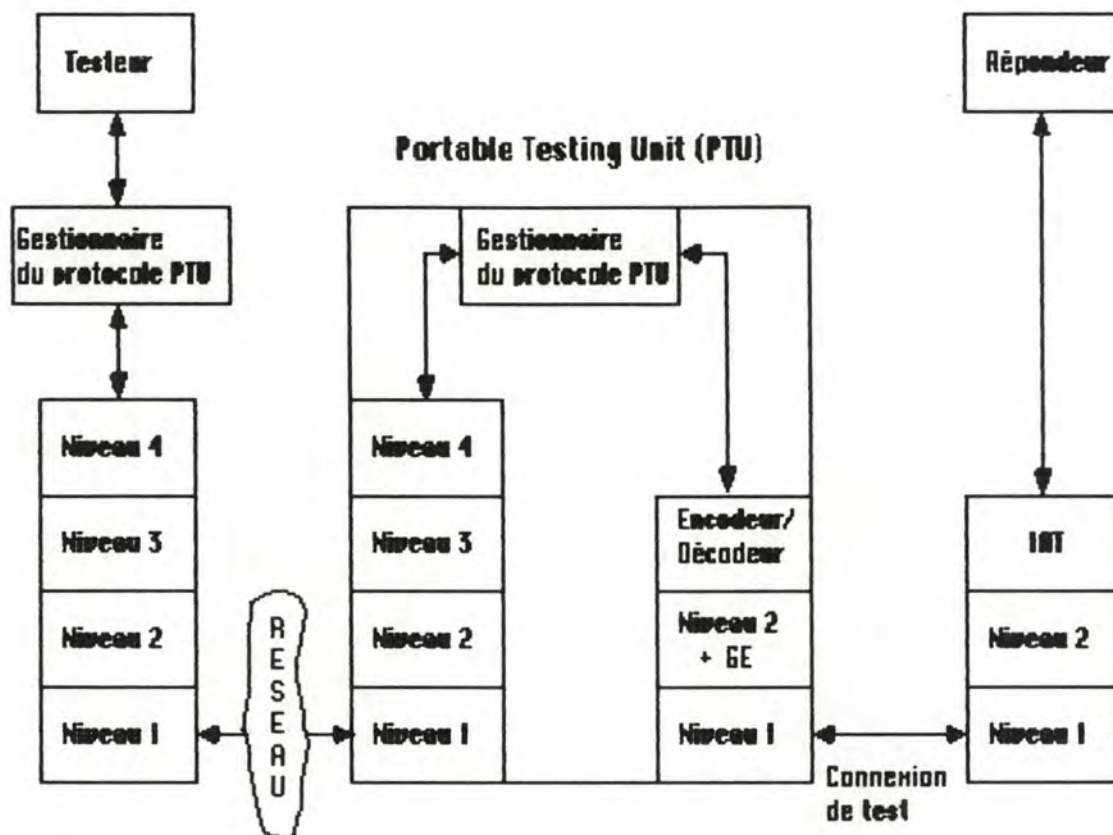 Testeur
Répondeur
Portable Testing Unit (PTU)
Gestionnaire
du protocole PTU
Gestionnaire
du protocole PTU
Niveau 4
Niveau 3
Niveau 2
Niveau 1
RESEAU
Niveau 4
Niveau 3
Niveau 2
Niveau 1
Encodeur/
Décodeur
Niveau 2
+ GE
Niveau 1
Connexion
de test
IAT
Niveau 2
Niveau 1